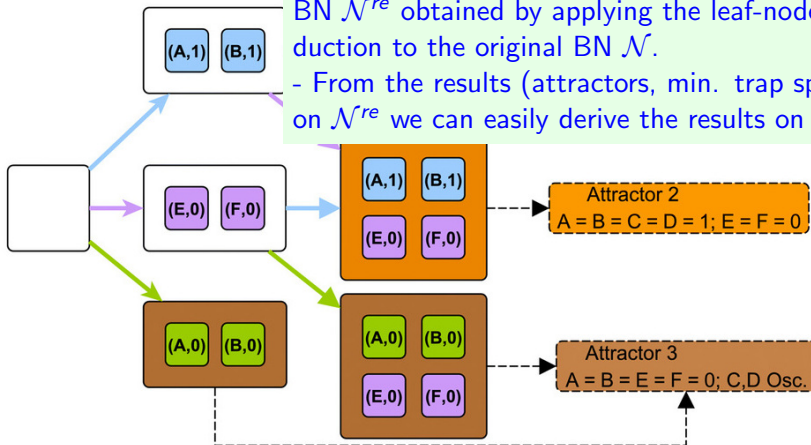 BN 𝒩^re obtained by applying the leaf-node
duction to the original BN 𝒩.
- From the results (attractors, min. trap sp
on 𝒩^re we can easily derive the results on
(A,1) (B,1)
(E,0) (F,0)
(A,1) (B,1)
(E,0) (F,0)
Attractor 2
A = B = C = D = 1; E = F = 0
(A,0) (B,0)
(A,0) (B,0)
(E,0) (F,0)
Attractor 3
A = B = E = F = 0; C,D Osc.